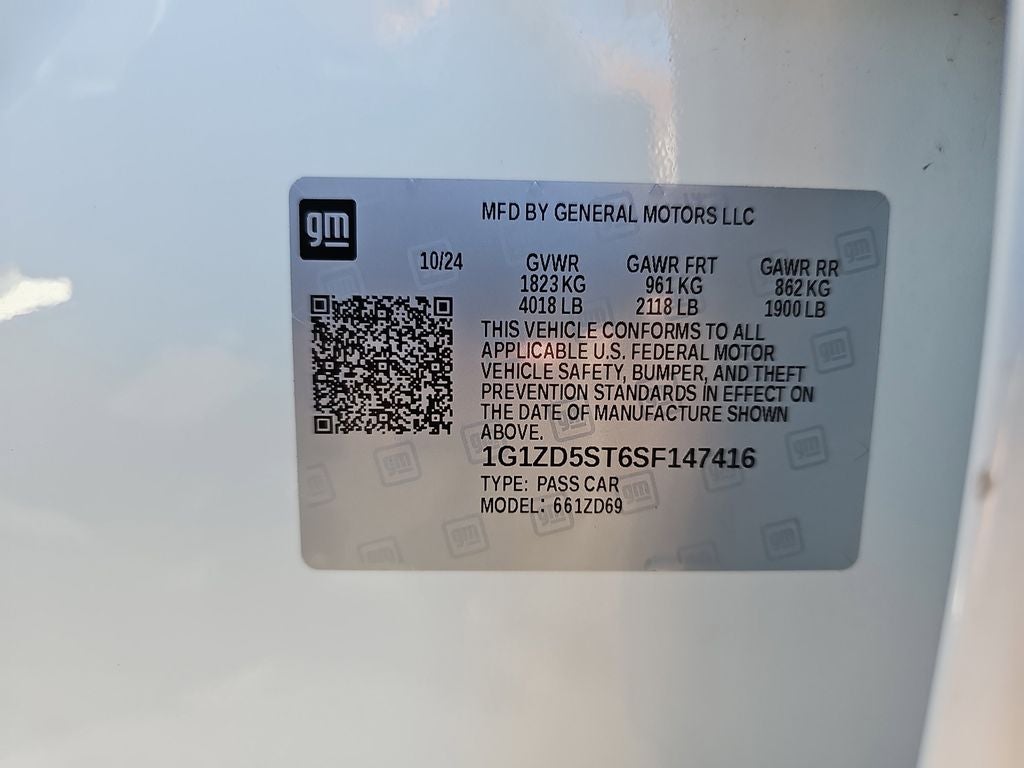 gm
MFD BY GENERAL MOTORS LLC
10/24 GVWR GAWR FRT GAWR RR
1823 KG 961 KG 862 KG
4018 LB 2118 LB 1900 LB
THIS VEHICLE CONFORMS TO ALL
APPLICABLE U.S. FEDERAL MOTOR
VEHICLE SAFETY, BUMPER, AND THEFT
PREVENTION STANDARDS IN EFFECT ON
THE DATE OF MANUFACTURE SHOWN
ABOVE.
1G1ZD5ST6SF147416
TYPE: PASS CAR
MODEL: 661ZD69